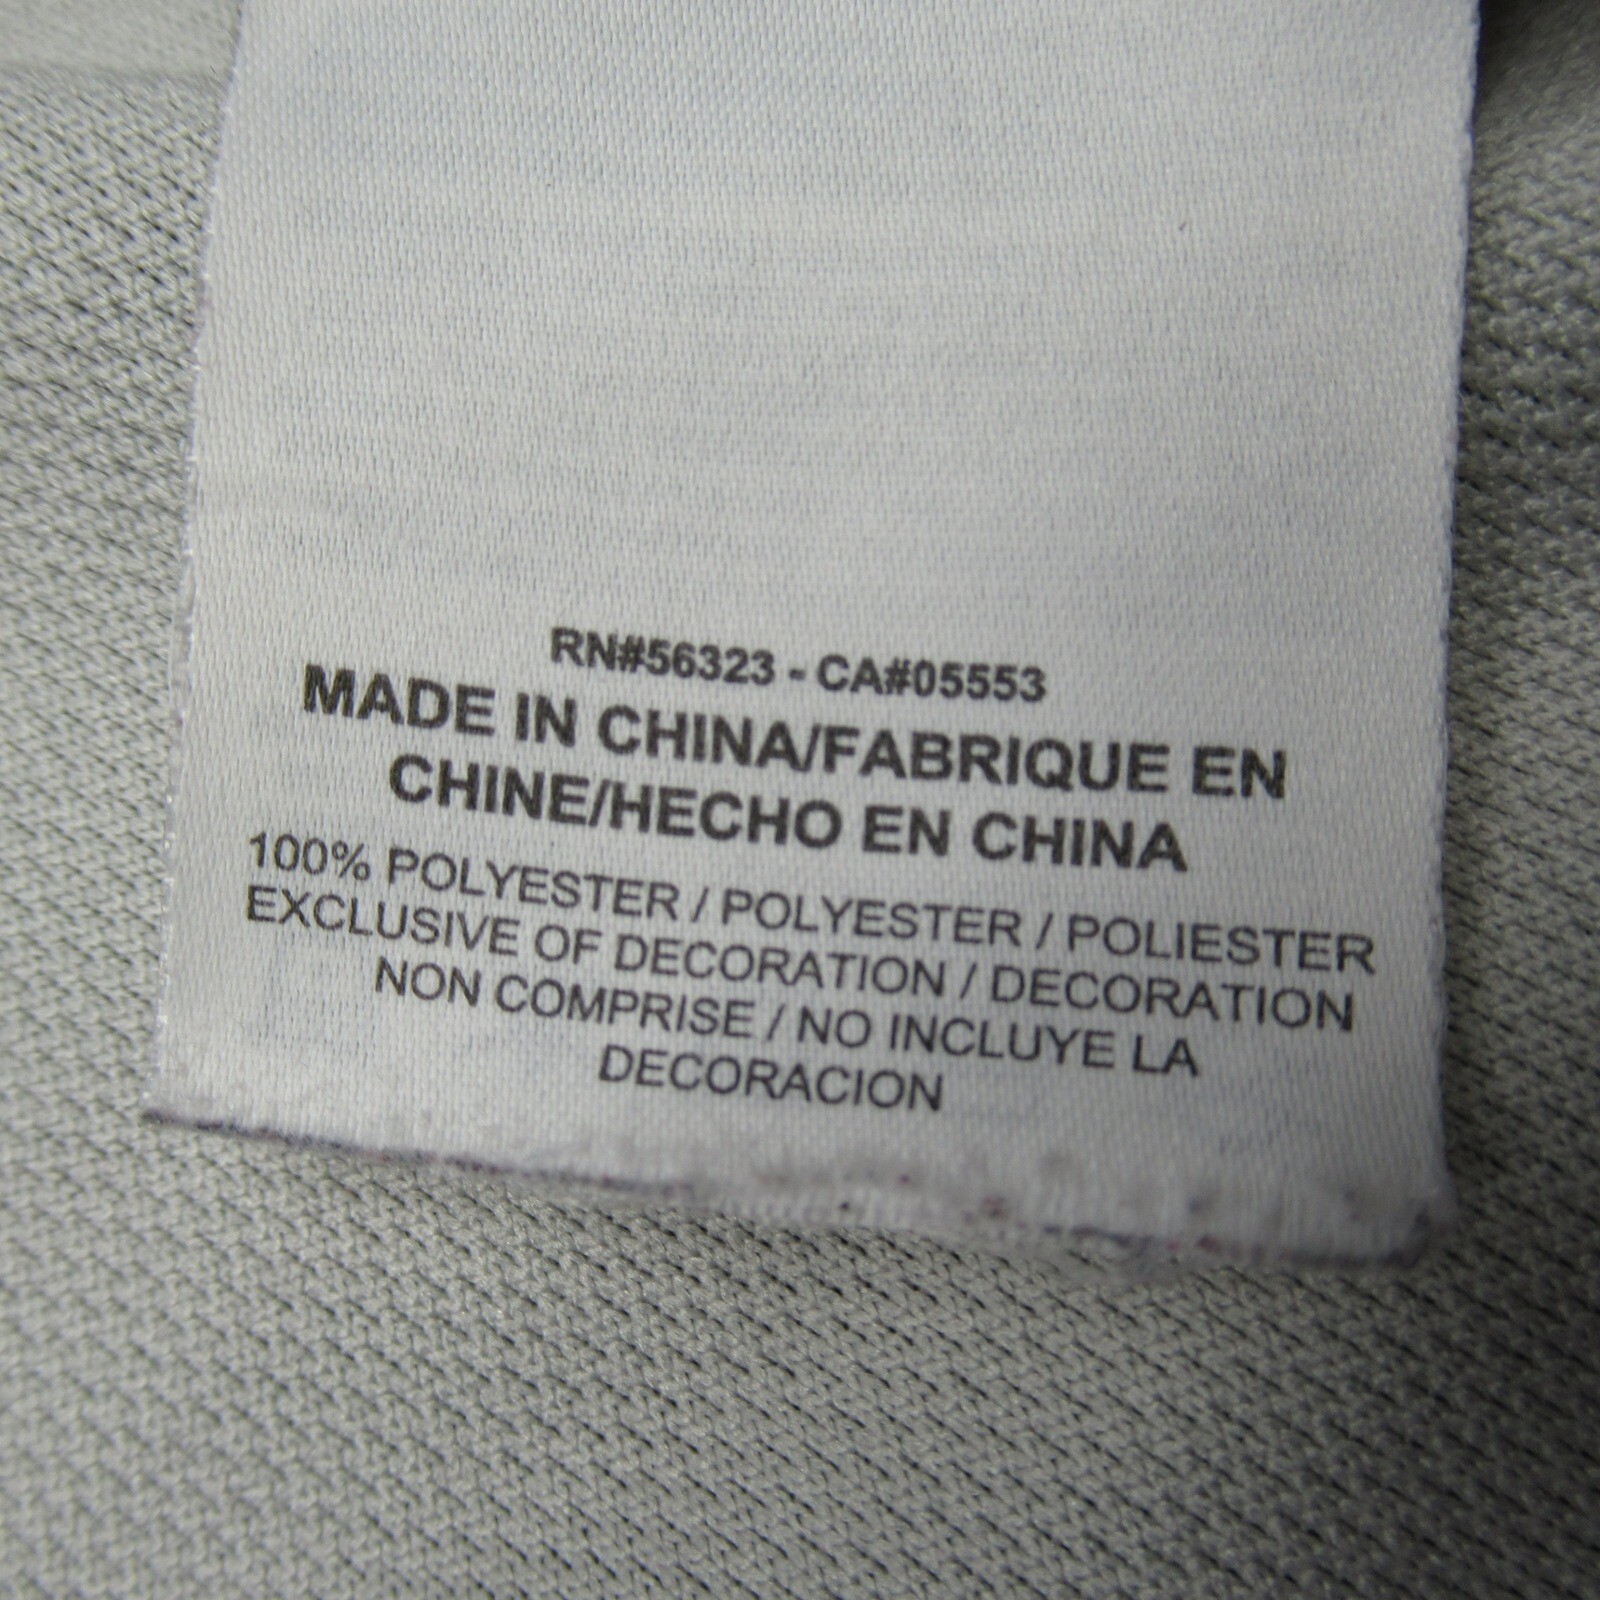 RN#56323 - CA#05553
MADE IN CHINA/FABRIQUE EN
CHINE/HECHO EN CHINA
100% POLYESTER / POLYESTER / POLIESTER
EXCLUSIVE OF DECORATION / DECORATION
NON COMPRISE / NO INCLUYE LA
DECORACION